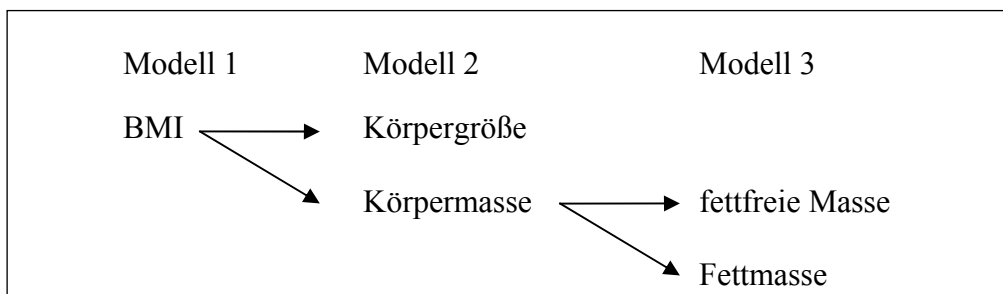 Modell 1 Modell 2 Modell 3
BMI Körpergröße
Körpermasse fettfreie Masse
Fettmasse